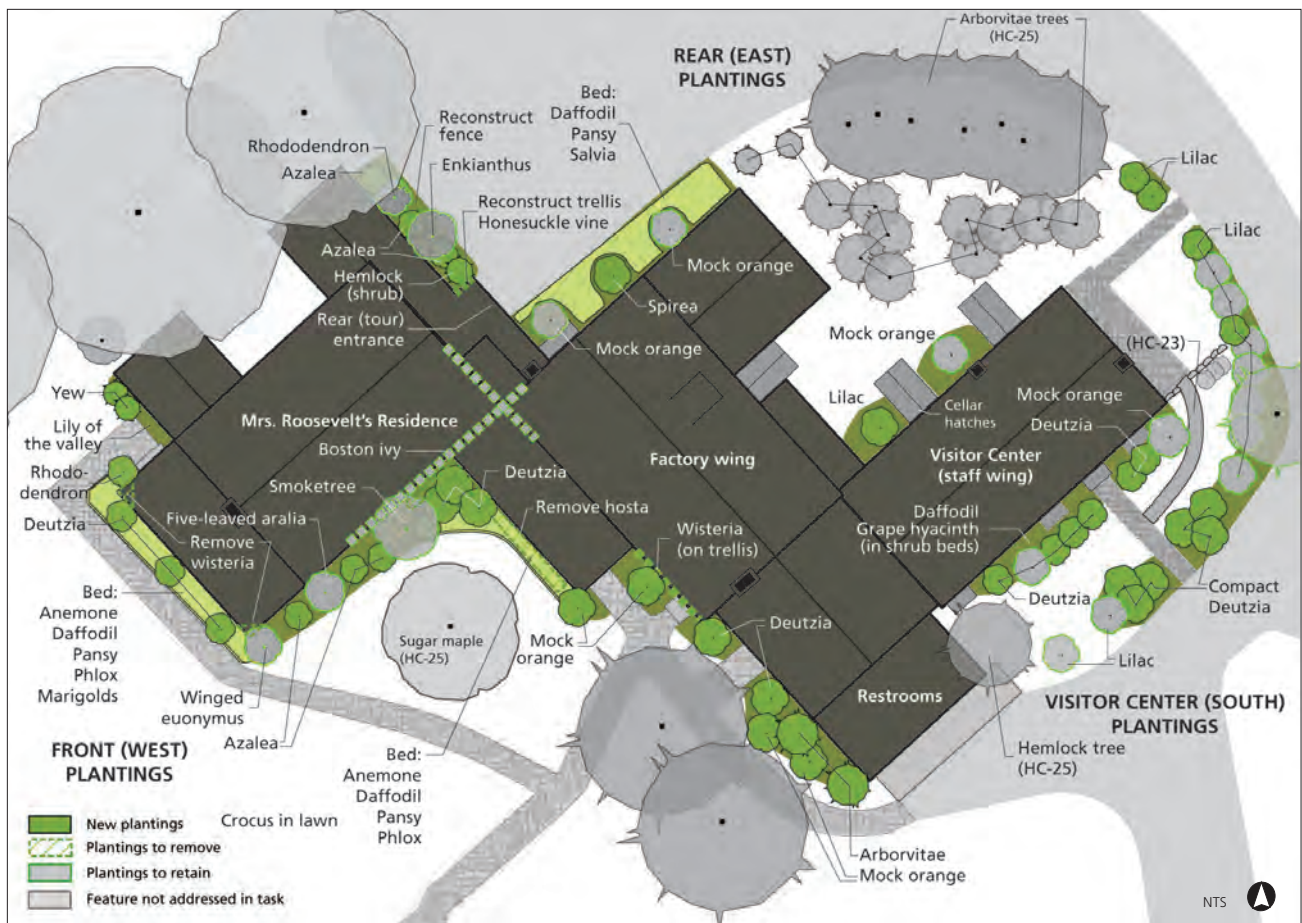 Arborvitae trees
(HC-25)
REAR (EAST)
PLANTINGS
Bed:
Daffodil
Pansy
Salvia
Reconstruct
fence
Rhododendron
Enkianthus
Azalea
Lilac
Reconstruct trellis
Honesuckle vine
Lilac
Azalea
Mock orange
Hemlock
(shrub)
Spirea
Rear (tour)
entrance
Mock orange
Mock orange
(HC-23)
Yew
Mock orange
Lilac
Cellar
hatches
Mrs. Roosevelt's Residence
Lily of
the valley
Deutzia
Boston ivy
Factory wing
Visitor Center
(staff wing)
Rhodo-
dendron
Deutzia
Smoketree
Deutzia
Five-leaved aralia
Remove hosta
Daffodil
Grape hyacinth
(in shrub beds)
Remove
wisteria
Wisteria
(on trellis)
Bed:
Anemone
Daffodil
Pansy
Phlox
Marigolds
Compact
Deutzia
Deutzia
Sugar maple
(HC-25)
Mock
orange
Deutzia
Lilac
Winged
euonymus
Restrooms
VISITOR CENTER (SOUTH)
PLANTINGS
Azalea
FRONT (WEST)
PLANTINGS
Hemlock tree
(HC-25)
Bed:
Anemone
Daffodil
Pansy
Phlox
New plantings
Crocus in lawn
Plantings to remove
Plantings to retain
Feature not addressed in task
Arborvitae
Mock orange
NTS